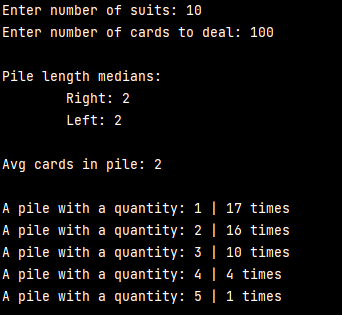 Enter number of suits: 10
Enter number of cards to deal: 100
Pile length medians:
Right: 2
Left: 2
Avg cards in pile: 2
A pile with a quantity: 1 | 17 times
A pile with a quantity: 2 | 16 times
A pile with a quantity: 3 | 10 times
A pile with a quantity: 4 | 4 times
A pile with a quantity: 5 | 1 times